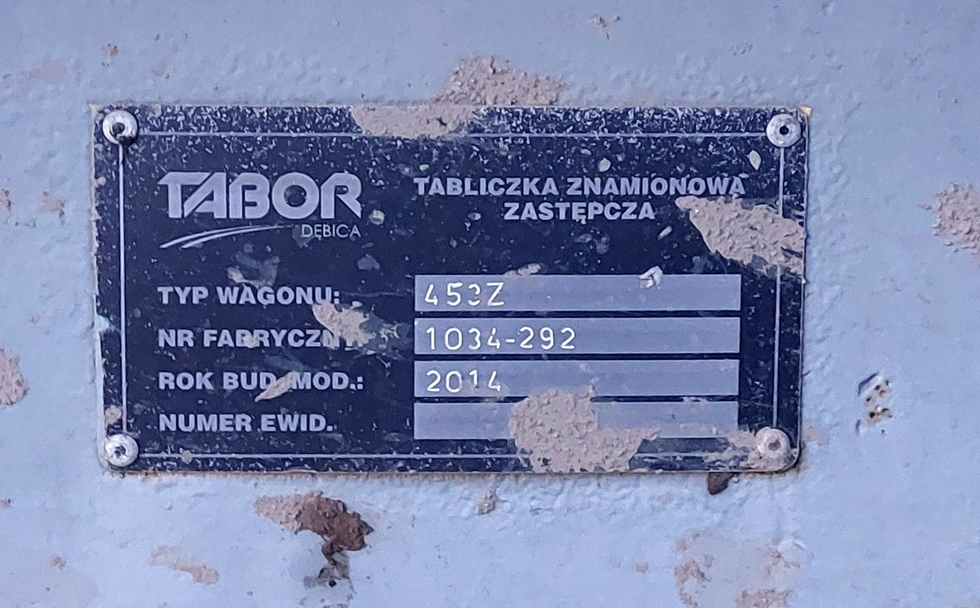 TABOR
DĘBICA
TABLICZKA ZNAMIONOWA
ZASTĘPCZA
TYP WAGONU: 453Z
NR FABRYCZNY: 1034-292
ROK BUD/MOD.: 2014
NUMER EWID.